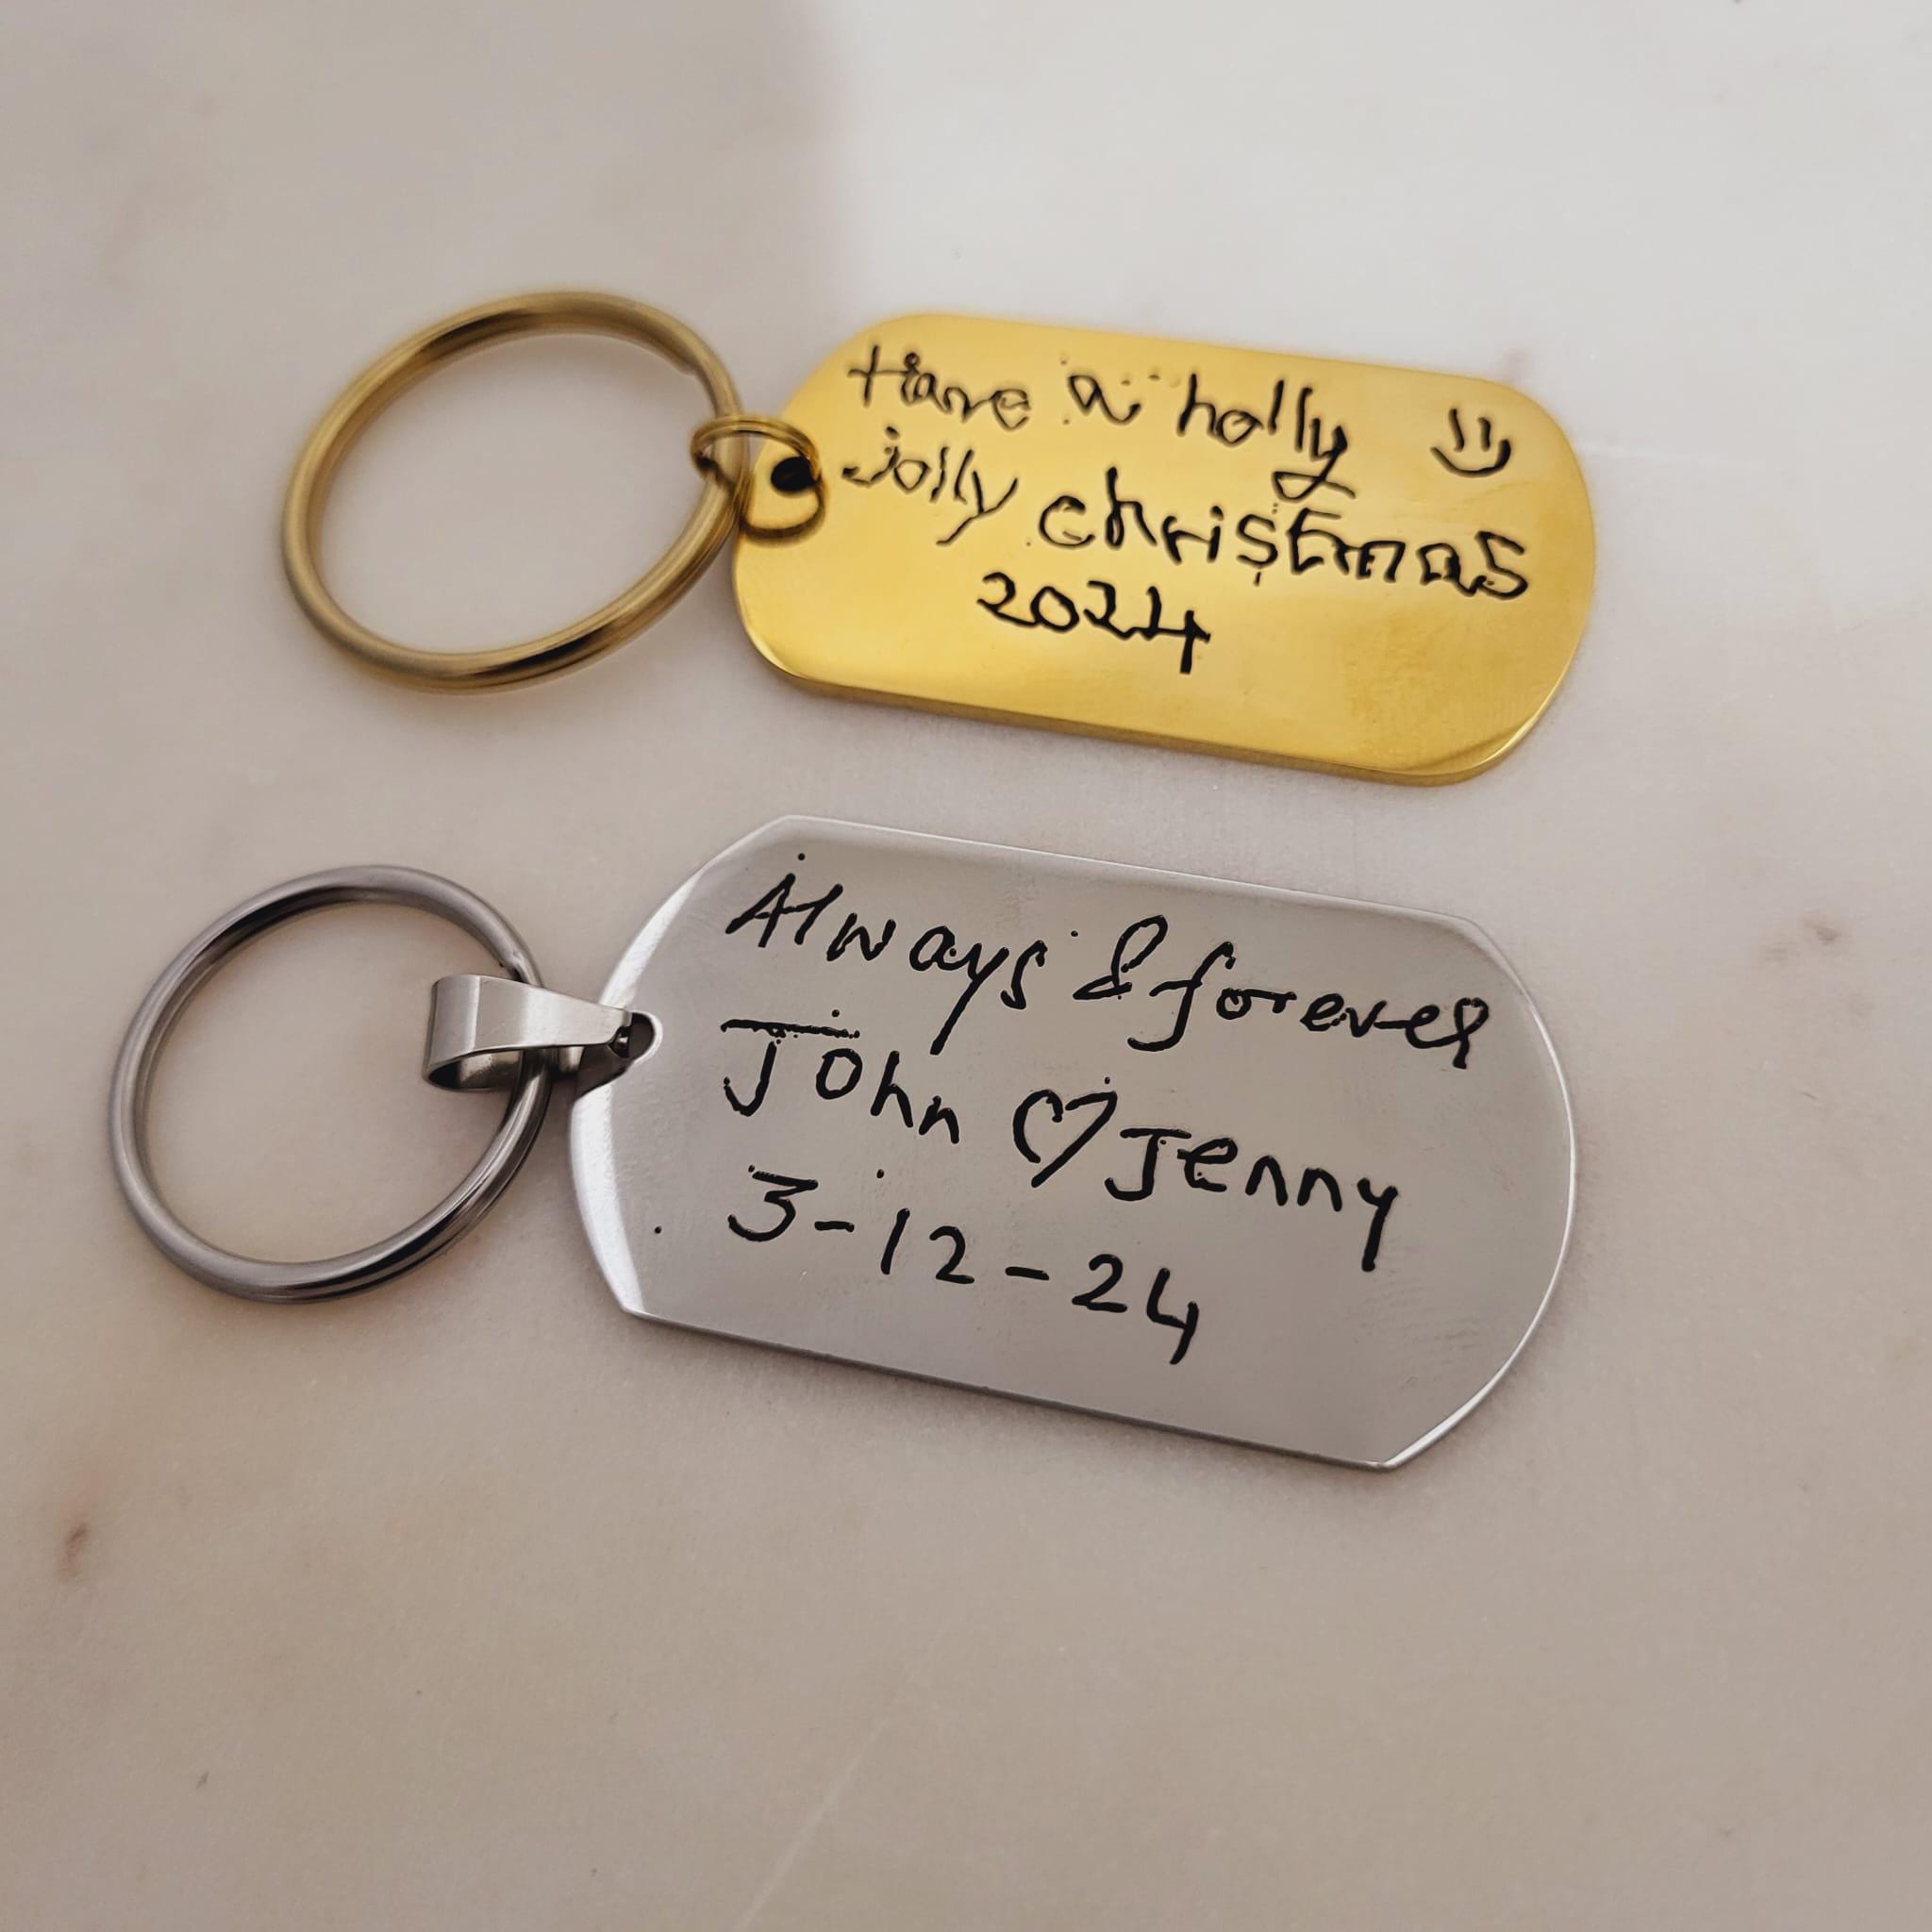 Have a holly
jolly christmas
2024
Always & forever
John ♡ Jenny
3-12-24